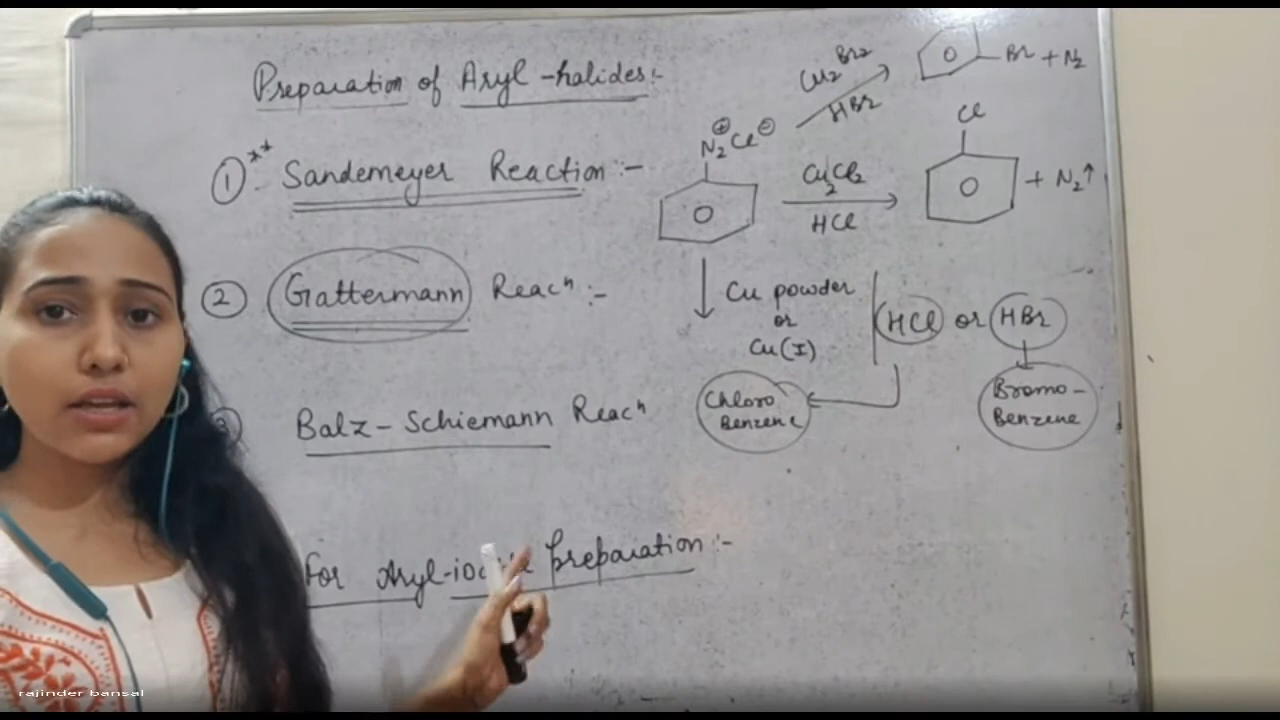 Preparation of Aryl-halides:-
① ** Sandemeyer Reaction :-
② Gattermann Reacⁿ :-
Balz-Schiemann Reacⁿ
For Aryl-iodide preparation :-
N₂⊕Cl⊖
Cu₂Br₂
HBr
Br + N₂
Cu₂Cl₂
HCl
Cl
+ N₂↑
Cu powder
or
Cu(I)
HCl or HBr
Chloro
Benzene
Bromo-
Benzene
rajinder bansal